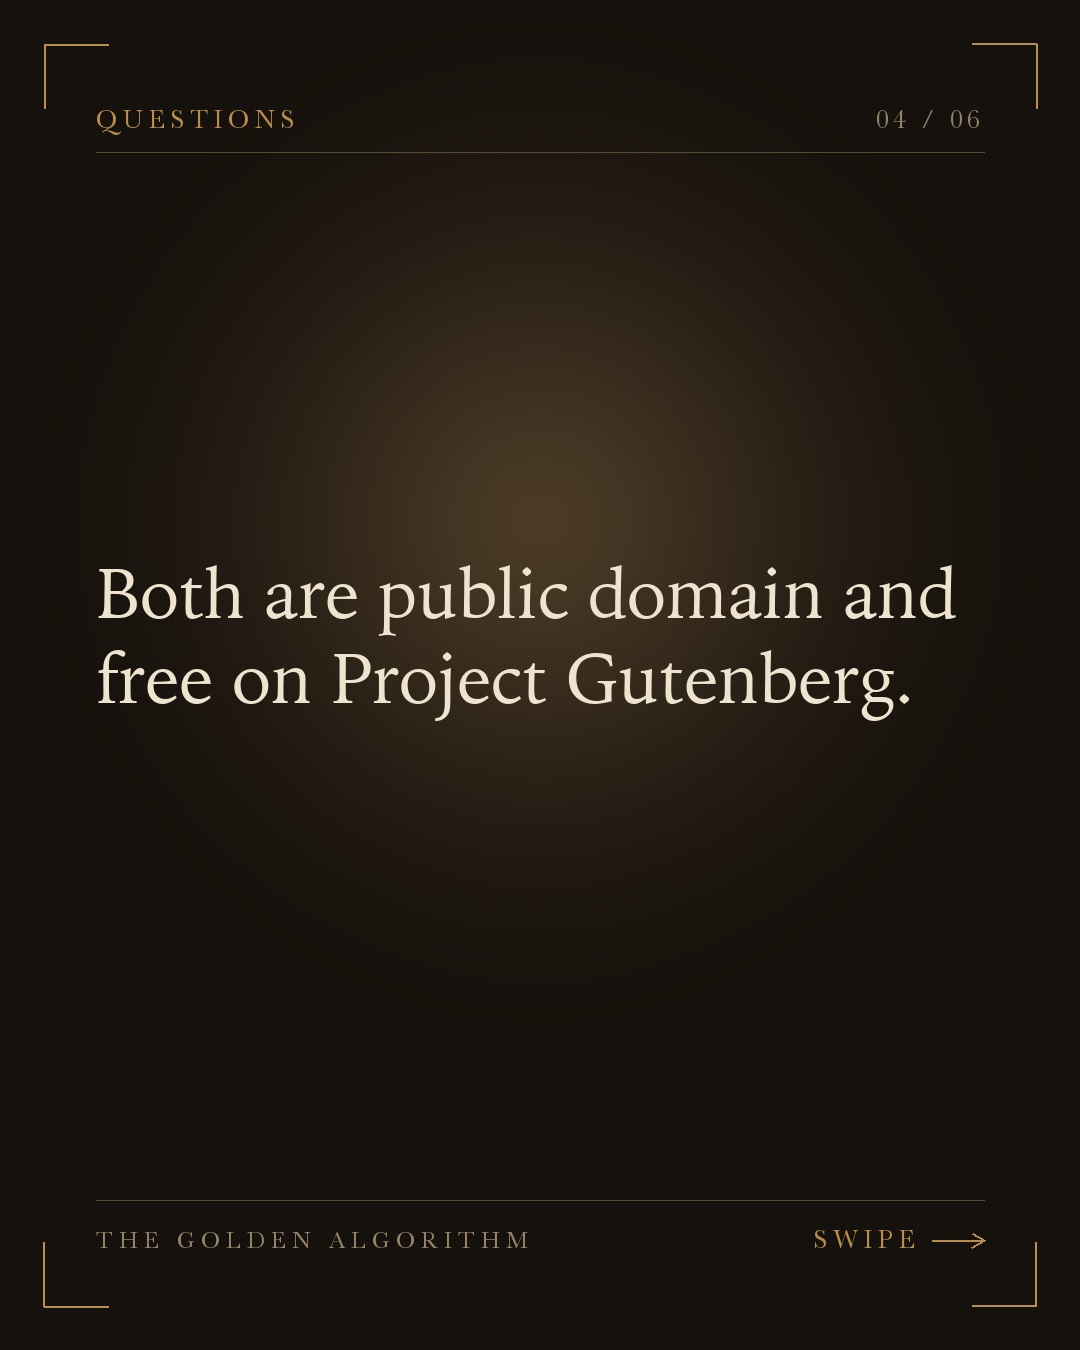 QUESTIONS
04 / 06
Both are public domain and
free on Project Gutenberg.
THE GOLDEN ALGORITHM
SWIPE